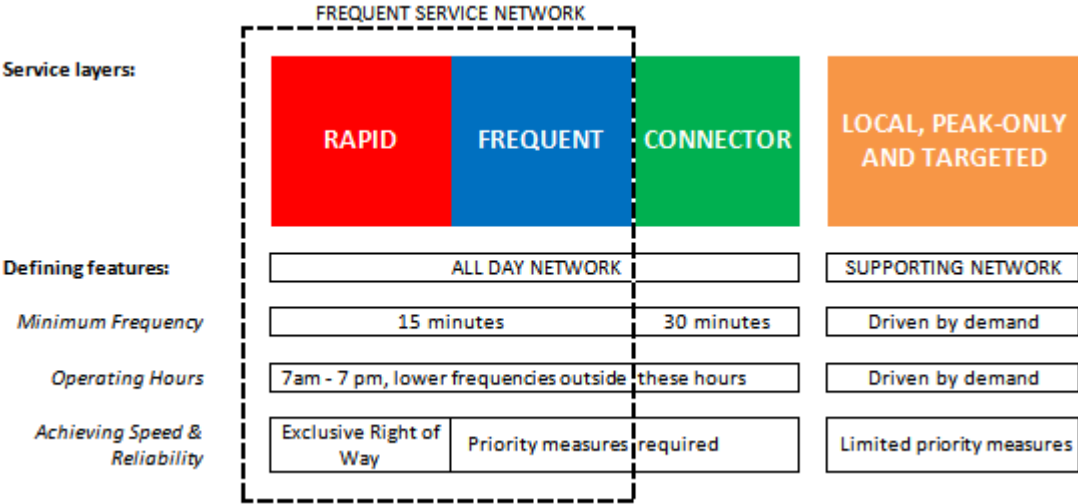 FREQUENT SERVICE NETWORK
Service layers:
RAPID
FREQUENT
CONNECTOR
LOCAL, PEAK-ONLY
AND TARGETED
Defining features:
ALL DAY NETWORK
SUPPORTING NETWORK
Minimum Frequency
15 minutes
30 minutes
Driven by demand
Operating Hours
7am - 7 pm, lower frequencies outside these hours
Driven by demand
Achieving Speed &
Reliability
Exclusive Right of
Way
Priority measures required
Limited priority measures